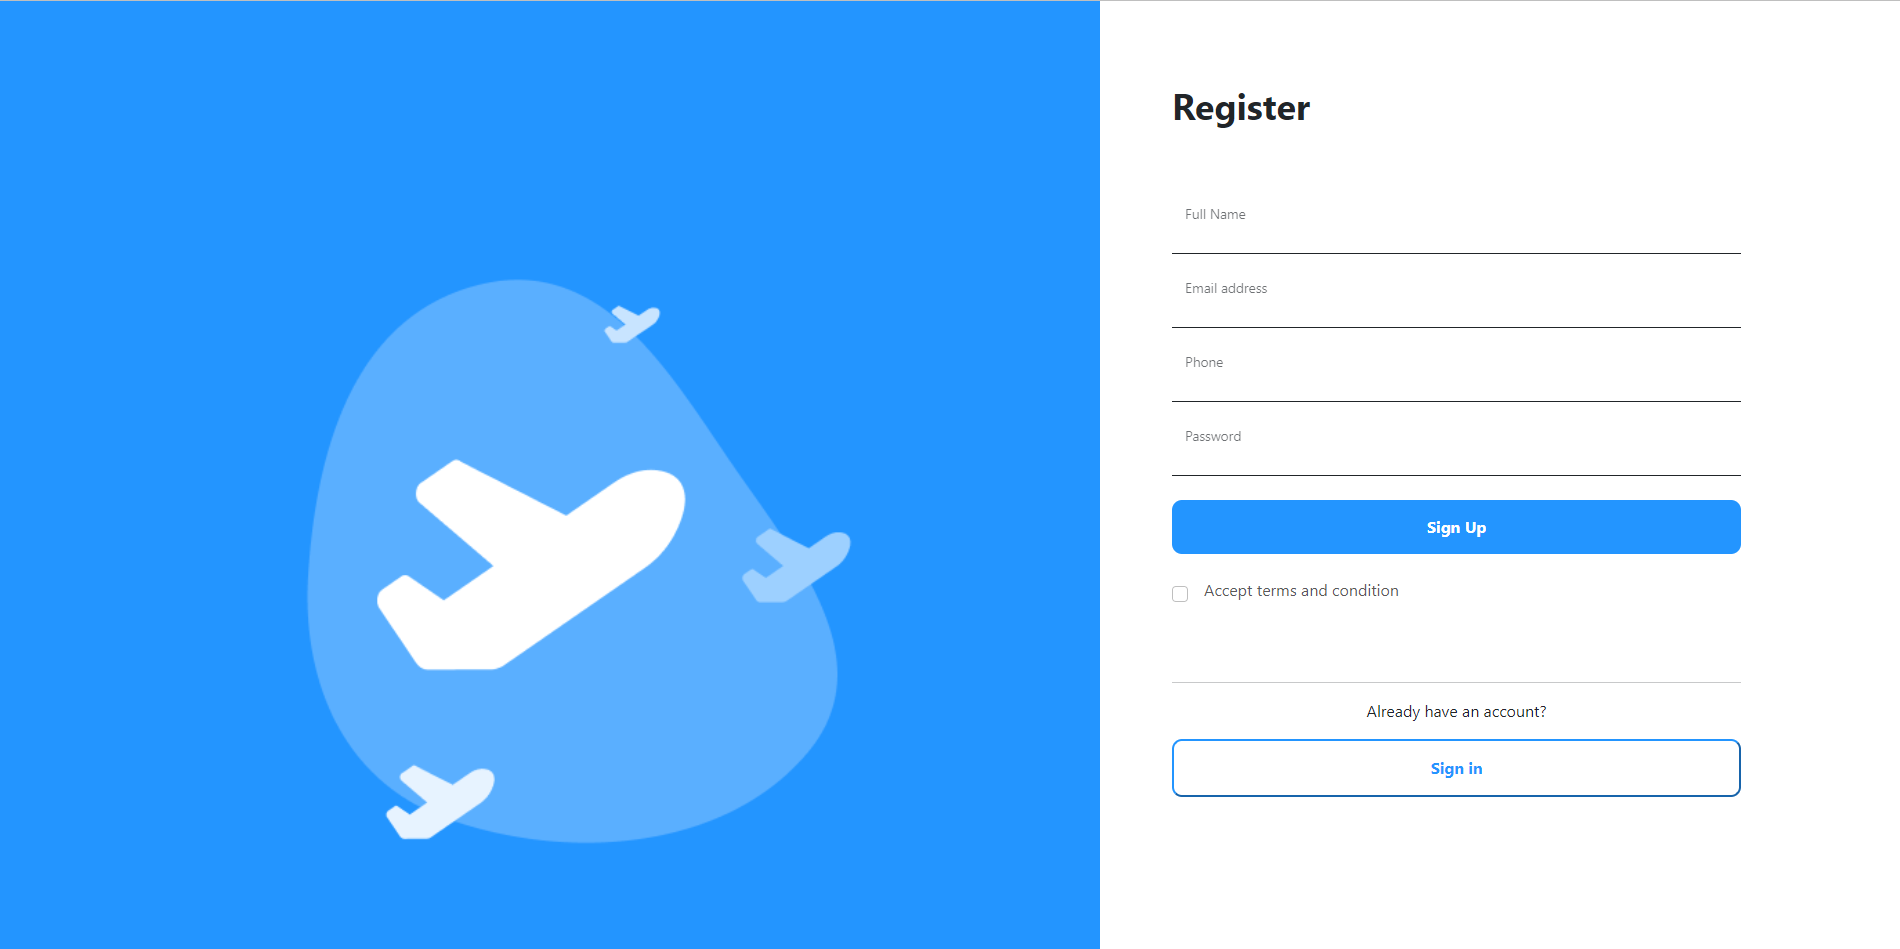 Register
Full Name
Email address
Phone
Password
Sign Up
Accept terms and condition
Already have an account?
Sign in